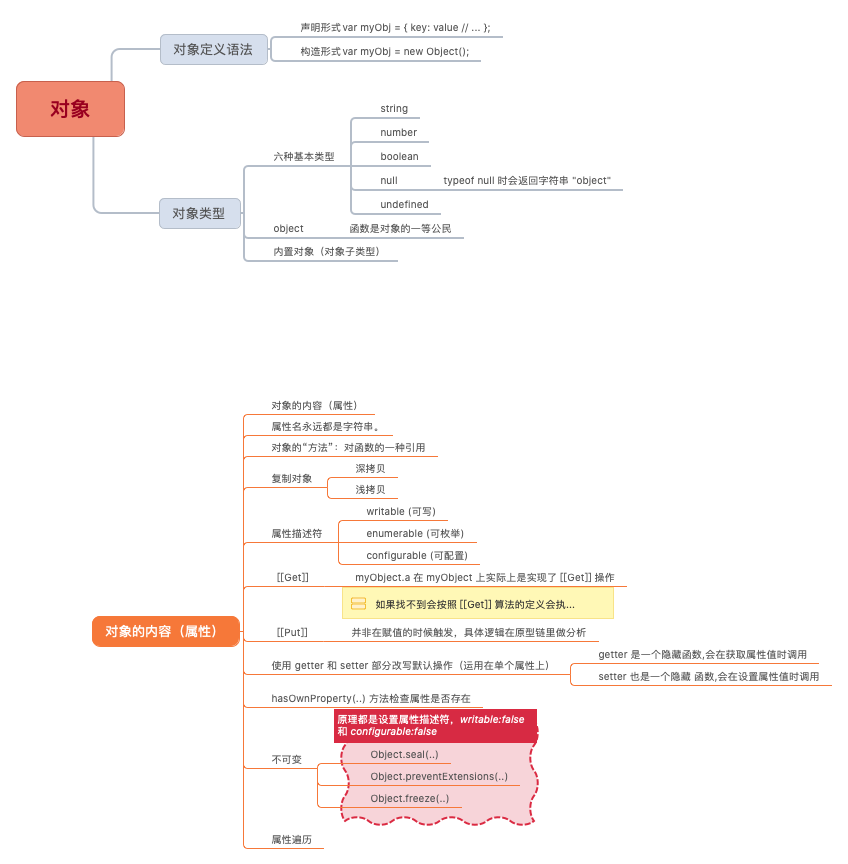 对象
对象定义语法
声明形式 var myObj = { key: value // ... };
构造形式 var myObj = new Object();
对象类型
六种基本类型
string
number
boolean
null
typeof null 时会返回字符串 "object"
undefined
object
函数是对象的一等公民
内置对象（对象子类型）
对象的内容（属性）
对象的内容（属性）
属性名永远都是字符串。
对象的“方法”：对函数的一种引用
复制对象
深拷贝
浅拷贝
属性描述符
writable (可写)
enumerable (可枚举)
configurable (可配置)
[[Get]]
myObject.a 在 myObject 上实际上是实现了 [[Get]] 操作
如果找不到会按照 [[Get]] 算法的定义会执...
[[Put]]
并非在赋值的时候触发，具体逻辑在原型链里做分析
使用 getter 和 setter 部分改写默认操作（运用在单个属性上）
getter 是一个隐藏函数,会在获取属性值时调用
setter 也是一个隐藏 函数,会在设置属性值时调用
hasOwnProperty(..) 方法检查属性是否存在
不可变
原理都是设置属性描述符，writable:false
和 configurable:false
Object.seal(..)
Object.preventExtensions(..)
Object.freeze(..)
属性遍历